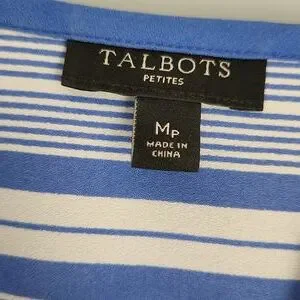 TALBOTS
PETITES
MP
MADE IN
CHINA